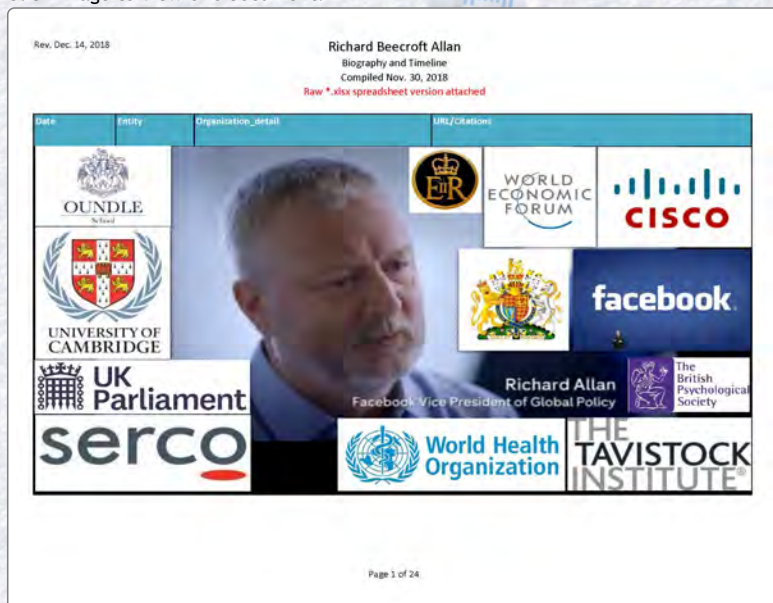 Rev. Dec. 14, 2018
Richard Beecroft Allan
Biography and Timeline
Compiled Nov. 30, 2018
Raw *.xlsx spreadsheet version attached
Date Entity Organization_detail URL/Citations
OUNDLE
School
EIIR
WORLD
ECONOMIC
FORUM
CISCO
UNIVERSITY OF
CAMBRIDGE
facebook
UK
Parliament
Richard Allan
Facebook Vice President of Global Policy
The
British
Psychological
Society
serco
World Health
Organization
THE
TAVISTOCK
INSTITUTE®
Page 1 of 24